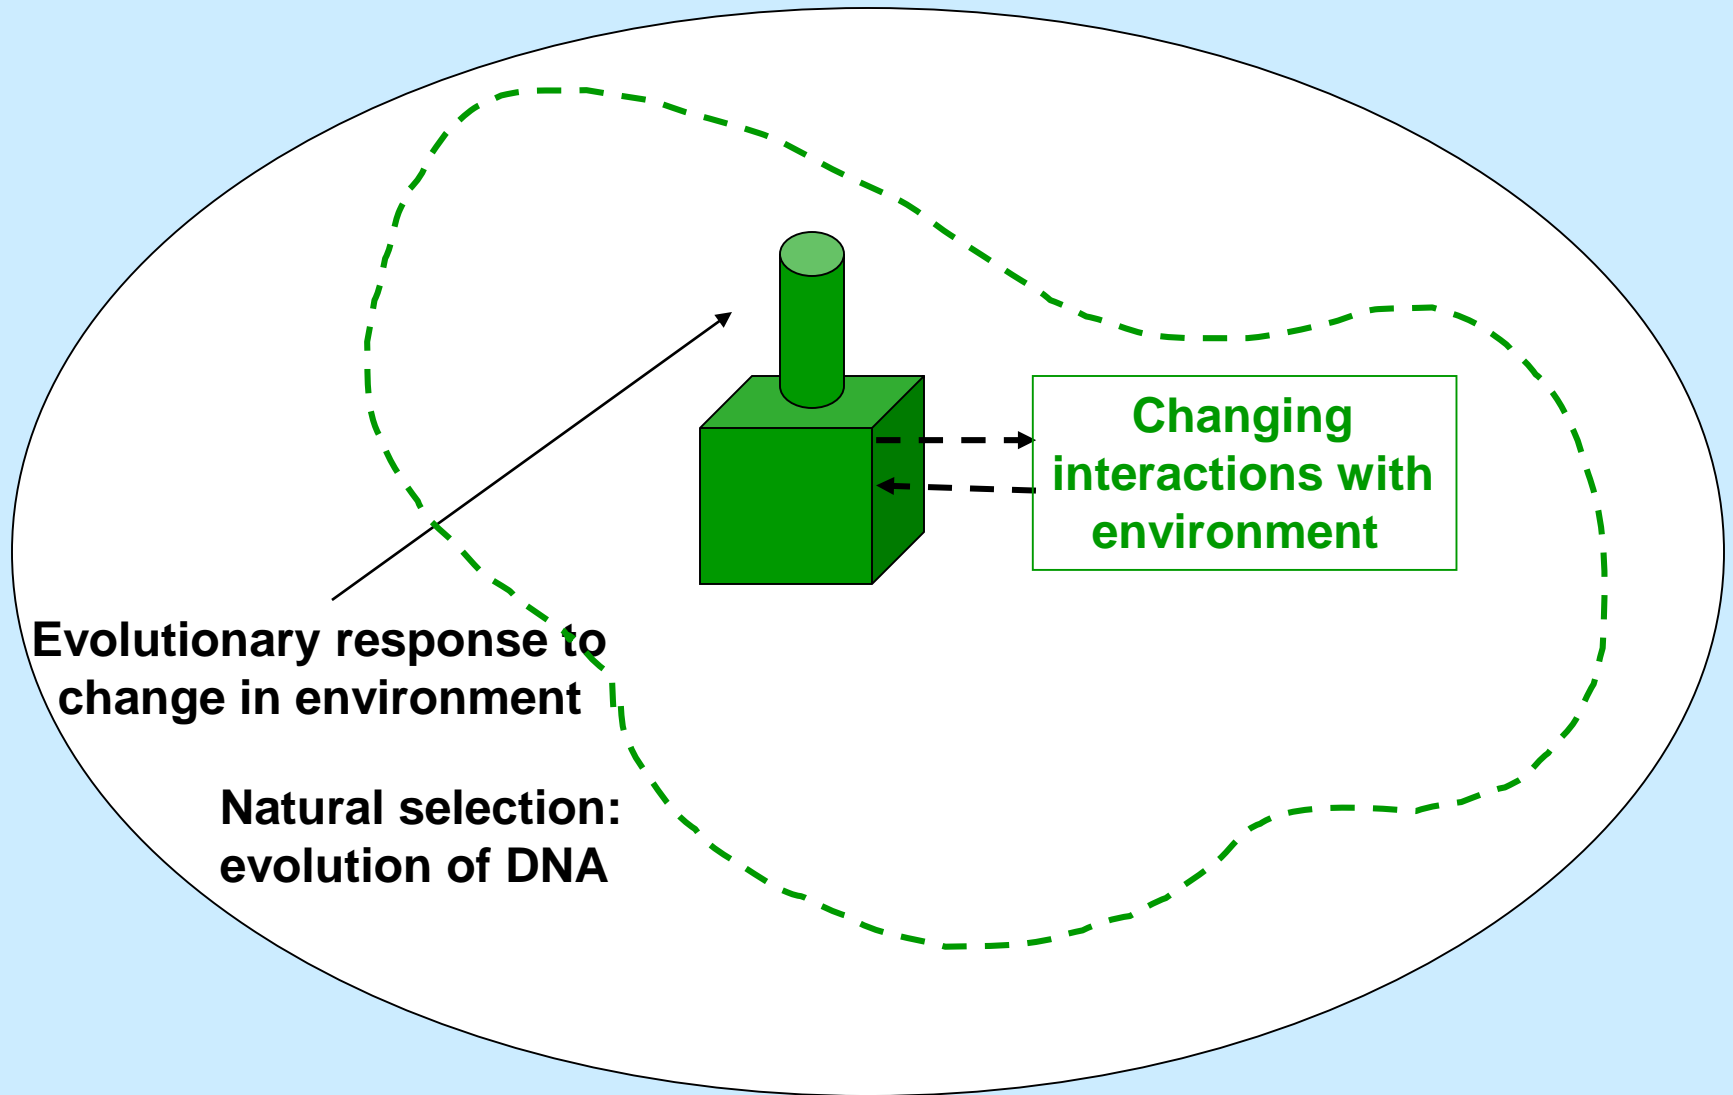 Changing
interactions with
environment
Evolutionary response to
change in environment
Natural selection:
evolution of DNA